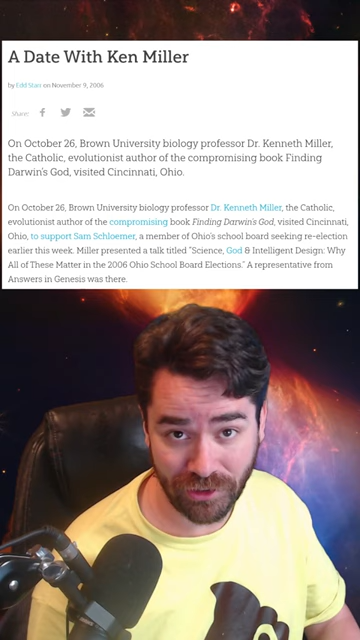 A Date With Ken Miller
by Edd Starr on November 9, 2006
Share:
On October 26, Brown University biology professor Dr. Kenneth Miller,
the Catholic, evolutionist author of the compromising book Finding
Darwin's God, visited Cincinnati, Ohio.
On October 26, Brown University biology professor Dr. Kenneth Miller, the Catholic,
evolutionist author of the compromising book Finding Darwin's God, visited Cincinnati,
Ohio, to support Sam Schloemer, a member of Ohio's school board seeking re-election
earlier this week. Miller presented a talk titled "Science, God & Intelligent Design: Why
All of These Matter in the 2006 Ohio School Board Elections." A representative from
Answers in Genesis was there.